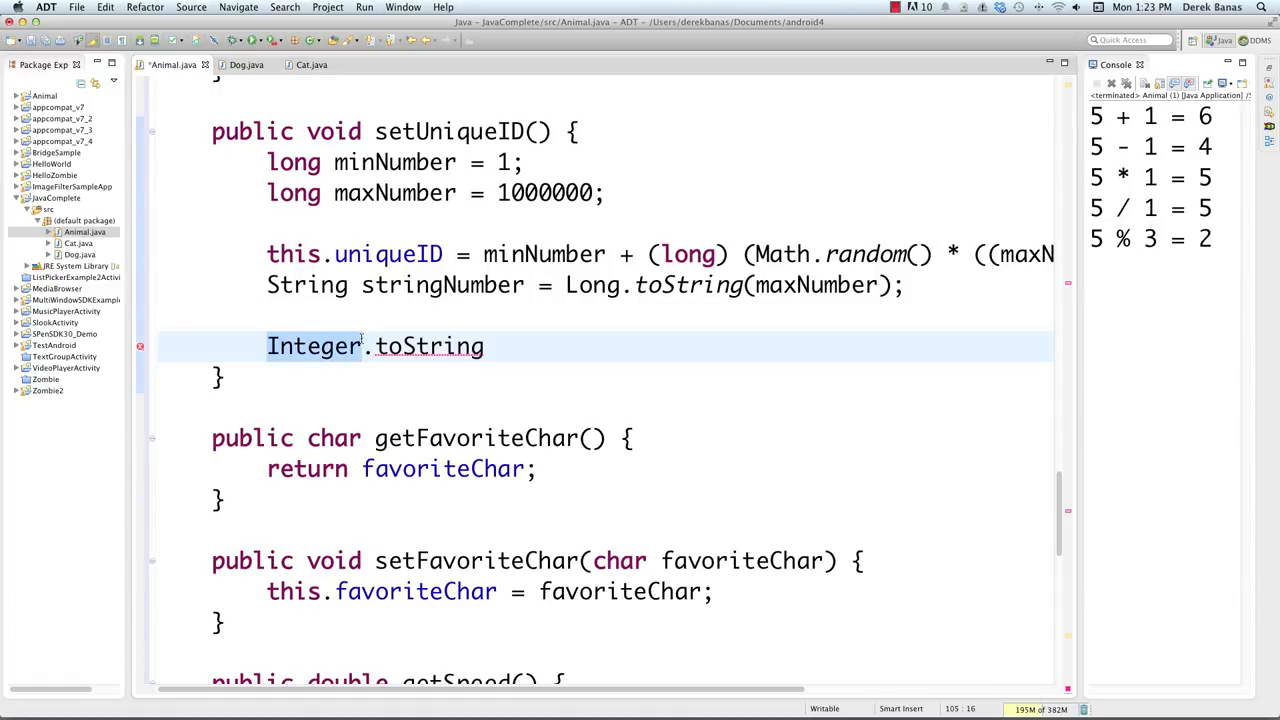 ADT File Edit Refactor Source Navigate Search Project Run Window Help
10
Mon 1:23 PM Derek Banas
Java – JavaComplete/src/Animal.java – ADT – /Users/derekbanas/Documents/android4
Quick Access
Java
DDMS
Package Exp
*Animal.java
Dog.java
Cat.java
Console
Animal
appcompat_v7
appcompat_v7_2
appcompat_v7_3
appcompat_v7_4
BridgeSample
HelloWorld
HelloZombie
ImageFilterSampleApp
JavaComplete
src
(default package)
Animal.java
Cat.java
Dog.java
JRE System Library [Ja
ListPickerExample2Activi
MediaBrowser
MultiWindowSDKExample
MusicPlayerActivity
SlookActivity
SPenSDK30_Demo
TestAndroid
TextGroupActivity
VideoPlayerActivity
Zombie
Zombie2
}
public void setUniqueID() {
long minNumber = 1;
long maxNumber = 1000000;
this.uniqueID = minNumber + (long) (Math.random() * ((maxN
String stringNumber = Long.toString(maxNumber);
Integer.toString
}
public char getFavoriteChar() {
return favoriteChar;
}
public void setFavoriteChar(char favoriteChar) {
this.favoriteChar = favoriteChar;
}
public double getSpeed() {
<terminated> Animal (1) [Java Application] /S
5 + 1 = 6
5 - 1 = 4
5 * 1 = 5
5 / 1 = 5
5 % 3 = 2
Writable
Smart Insert
105 : 16
195M of 382M